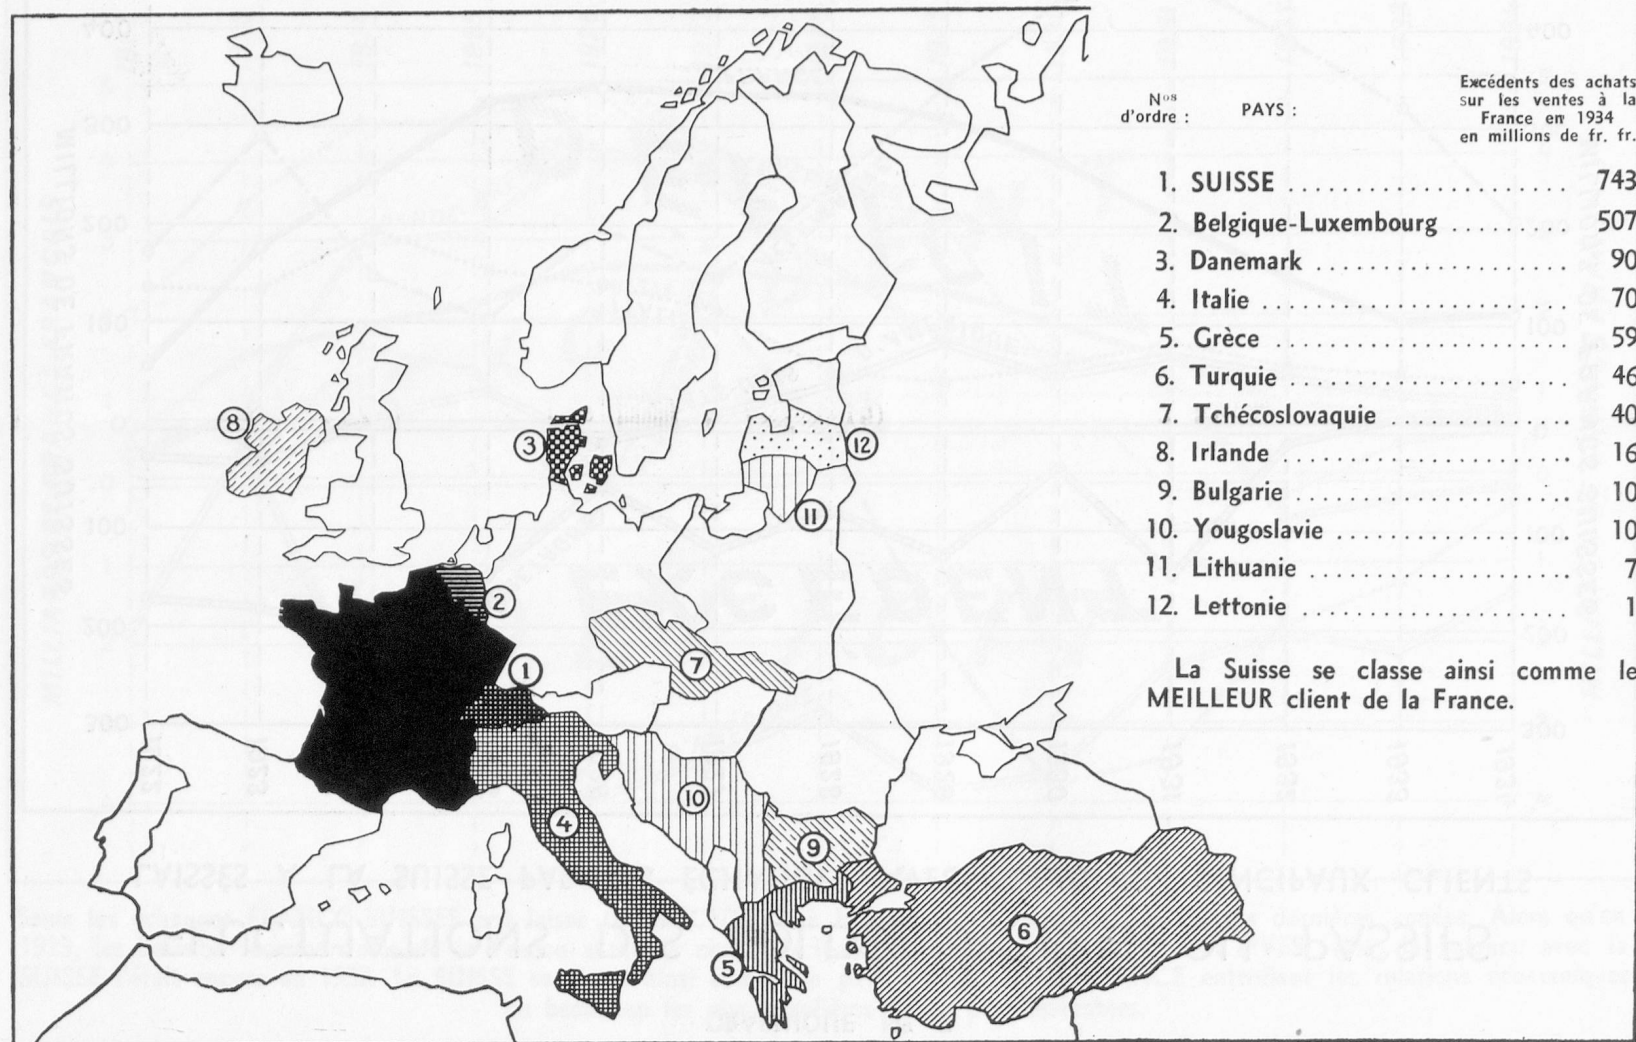 Nos d'ordre :
PAYS :
Excédents des achats
sur les ventes à la
France en 1934
en millions de fr. fr.
1. SUISSE .................... 743
2. Belgique-Luxembourg ........ 507
3. Danemark .................. 90
4. Italie .................... 70
5. Grèce .................... 59
6. Turquie .................... 46
7. Tchécoslovaquie ............ 40
8. Irlande .................... 16
9. Bulgarie .................... 10
10. Yougoslavie ................ 10
11. Lithuanie .................. 7
12. Lettonie .................. 1
La Suisse se classe ainsi comme le
MEILLEUR client de la France.
8
3
12
11
2
1
7
10
4
9
6
5